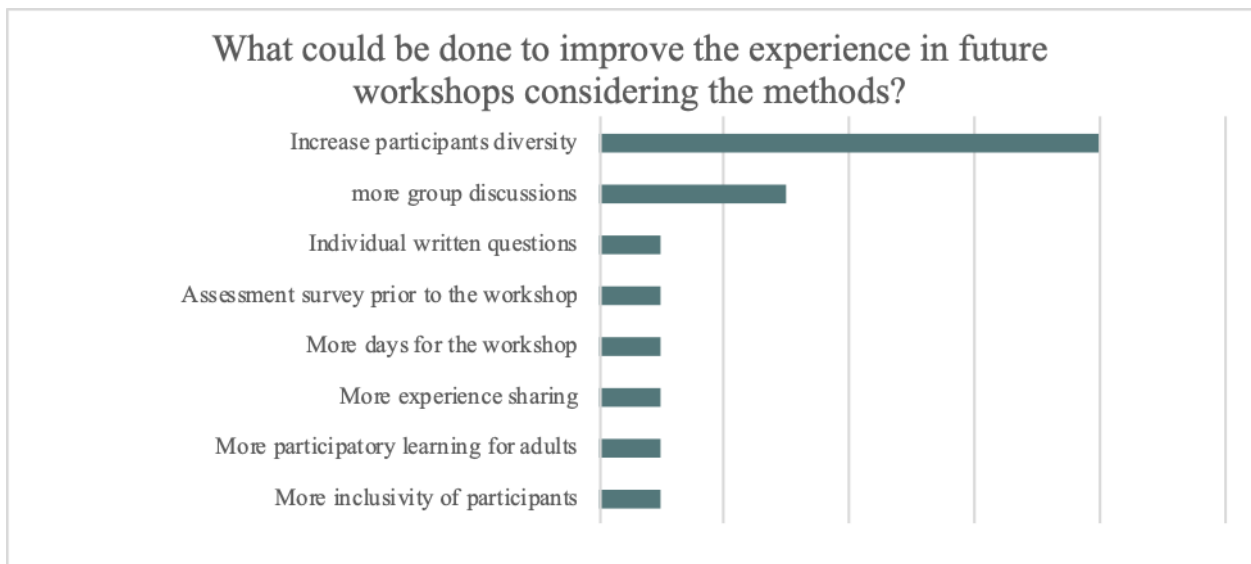 What could be done to improve the experience in future
workshops considering the methods?
Increase participants diversity
more group discussions
Individual written questions
Assessment survey prior to the workshop
More days for the workshop
More experience sharing
More participatory learning for adults
More inclusivity of participants